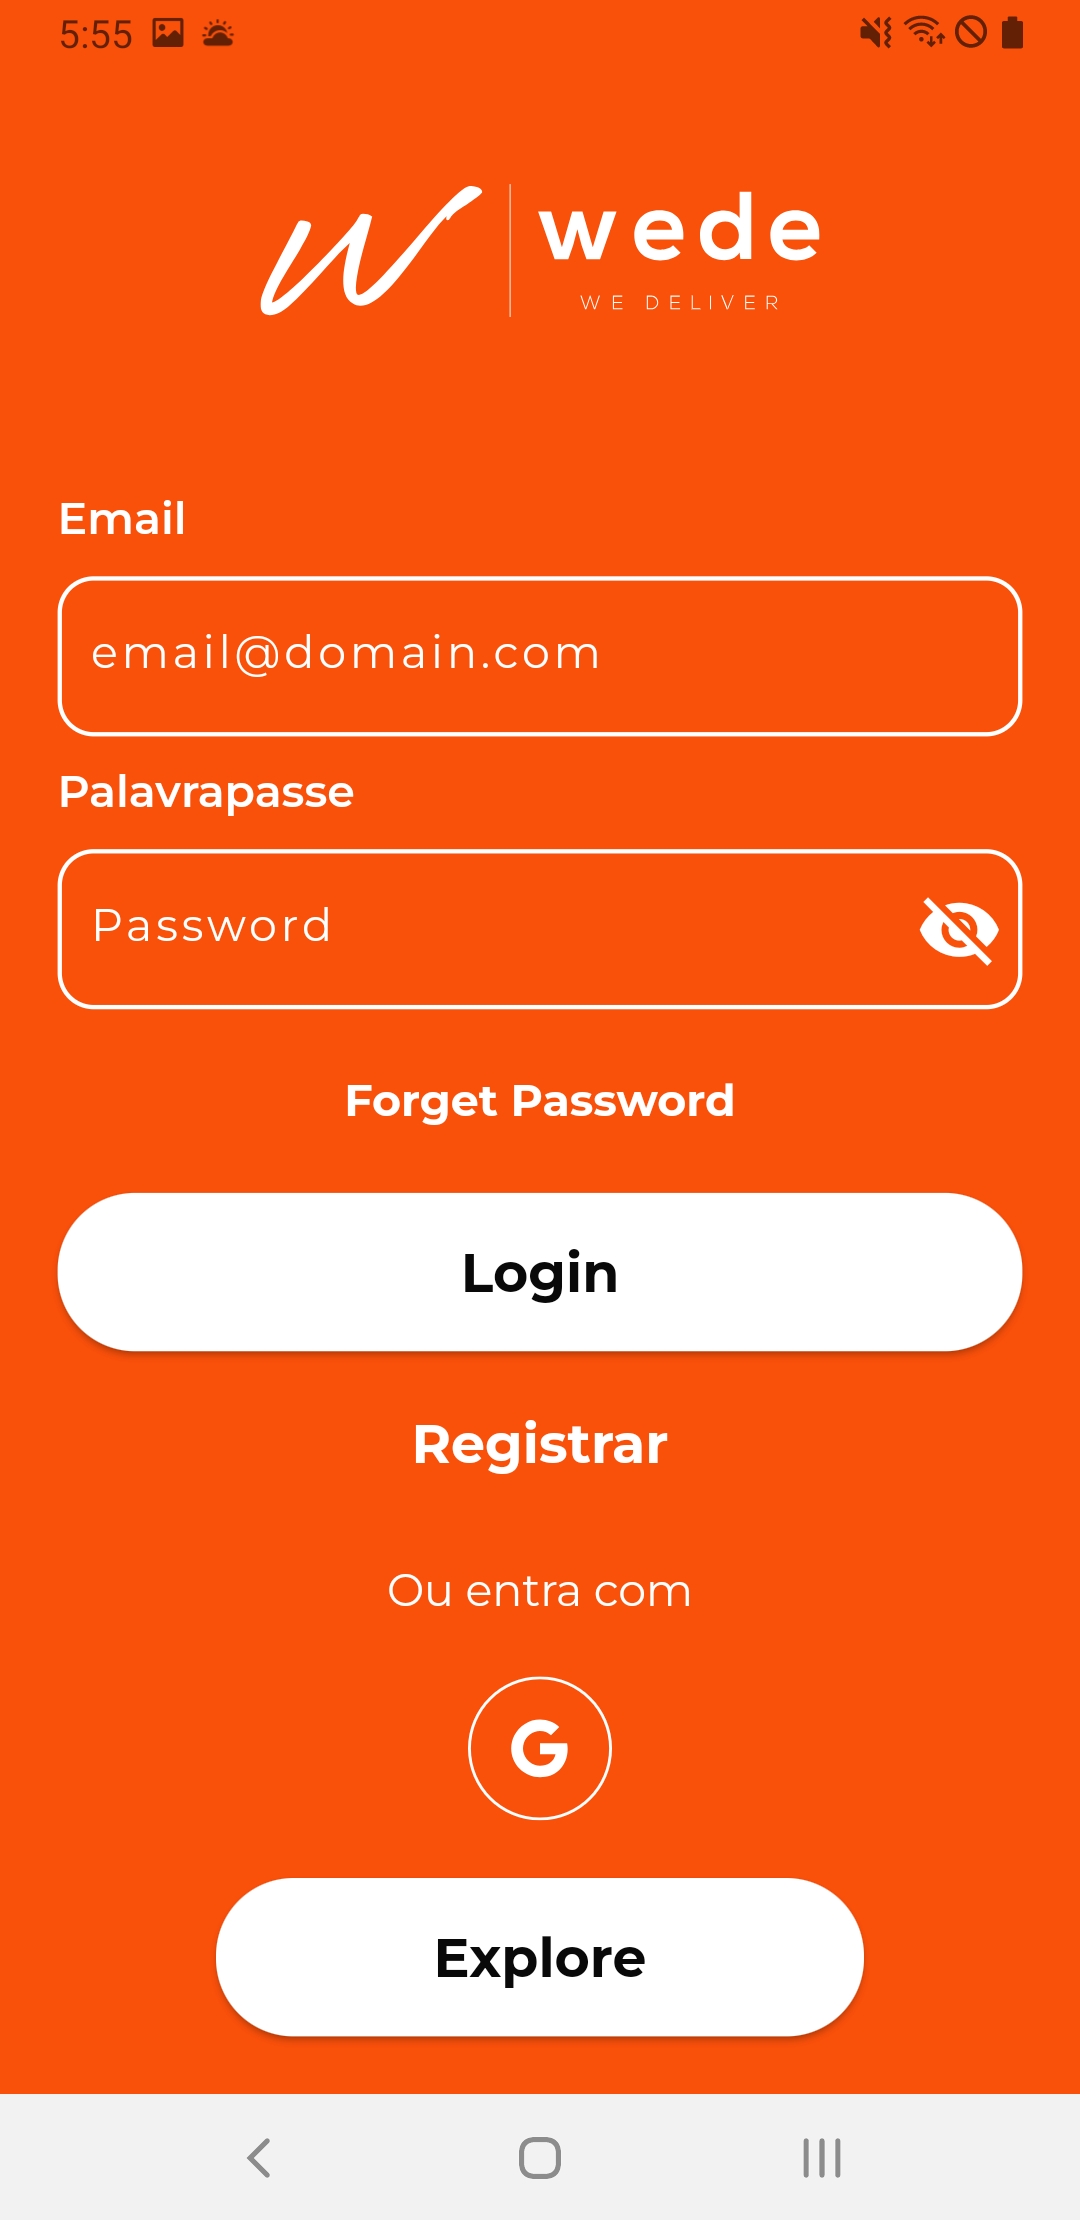 5:55
wede
WE DELIVER
Email
email@domain.com
Palavrapasse
Password
Forget Password
Login
Registrar
Ou entra com
G
Explore